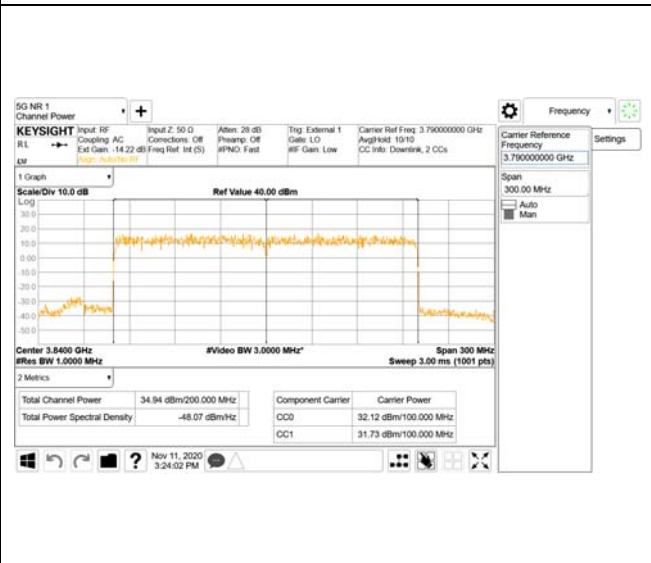 5G NR 1
Channel Power
Frequency
KEYSIGHT
Input: RF
Input Z: 50 Ω
Atten: 28 dB
Trig: External 1
Carrier Ref Freq: 3.790000000 GHz
RL
Coupling: AC
Corrections: Off
Preamp: Off
Gate: LO
Avg|Hold: 10/10
Ext Gain: -14.22 dB
Freq Ref: Int (S)
#PNO: Fast
#IF Gain: Low
CC Info: Downlink, 2 CCs
Align: Auto/No RF
Carrier Reference
Frequency
3.790000000 GHz
Settings
Span
300.00 MHz
Auto
Man
1 Graph
Scale/Div 10.0 dB
Ref Value 40.00 dBm
Log
30.0
20.0
10.0
0.00
-10.0
-20.0
-30.0
-40.0
-50.0
Center 3.8400 GHz
#Video BW 3.0000 MHz*
Span 300 MHz
#Res BW 1.0000 MHz
Sweep 3.00 ms (1001 pts)
2 Metrics
Total Channel Power
34.94 dBm/200.000 MHz
Total Power Spectral Density
-48.07 dBm/Hz
Component Carrier
Carrier Power
CC0
32.12 dBm/100.000 MHz
CC1
31.73 dBm/100.000 MHz
?
Nov 11, 2020
3:24:02 PM